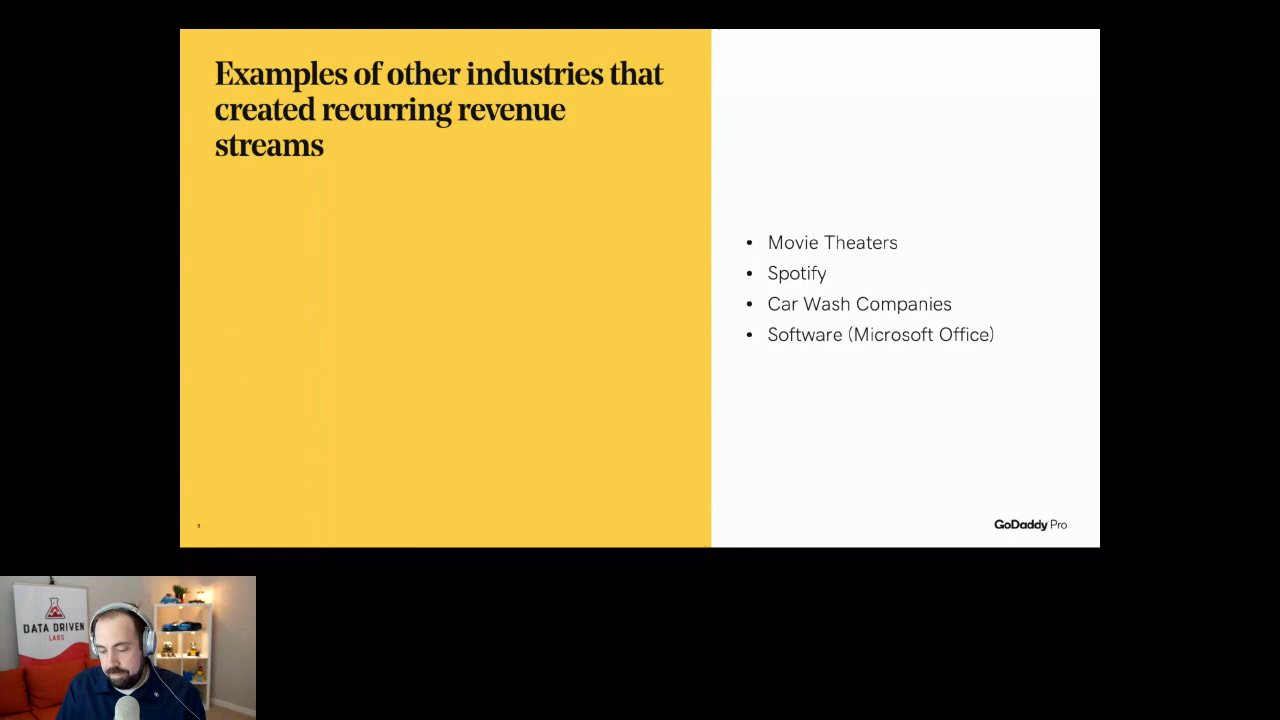 Examples of other industries that
created recurring revenue
streams
• Movie Theaters
• Spotify
• Car Wash Companies
• Software (Microsoft Office)
GoDaddy Pro
DATA DRIVEN
LABS